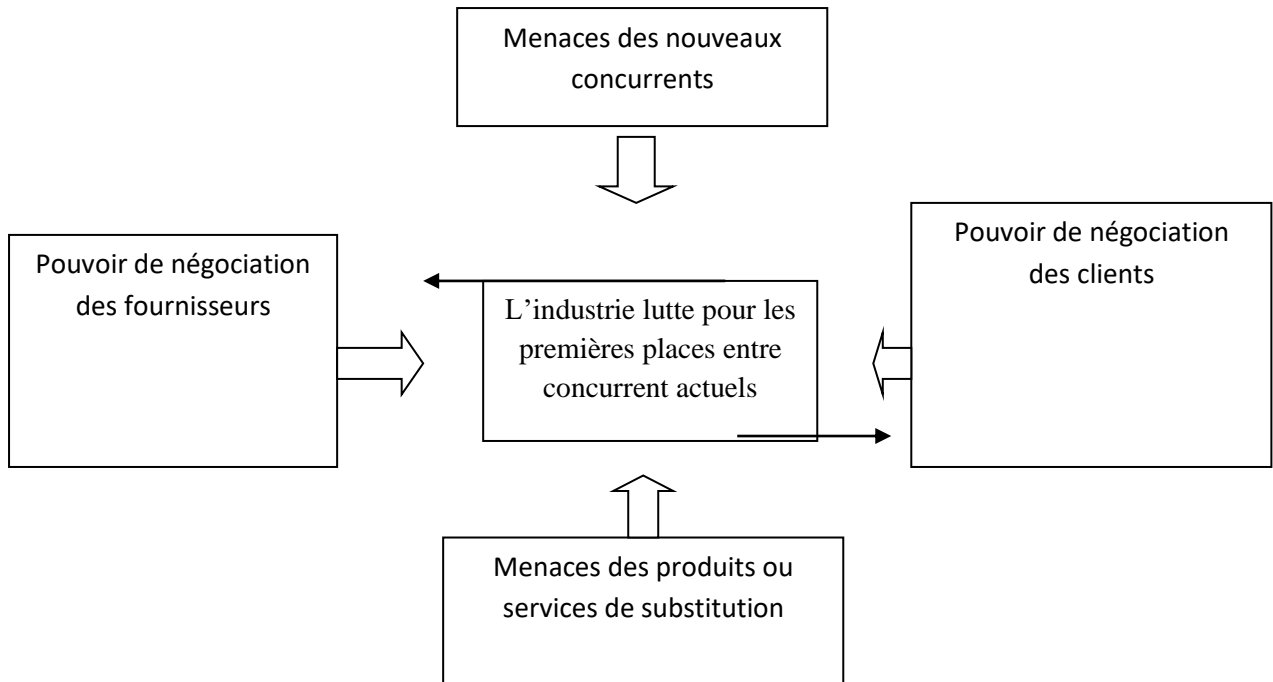 Menaces des nouveaux
concurrents
Pouvoir de négociation
des fournisseurs
L’industrie lutte pour les
premières places entre
concurrent actuels
Pouvoir de négociation
des clients
Menaces des produits ou
services de substitution